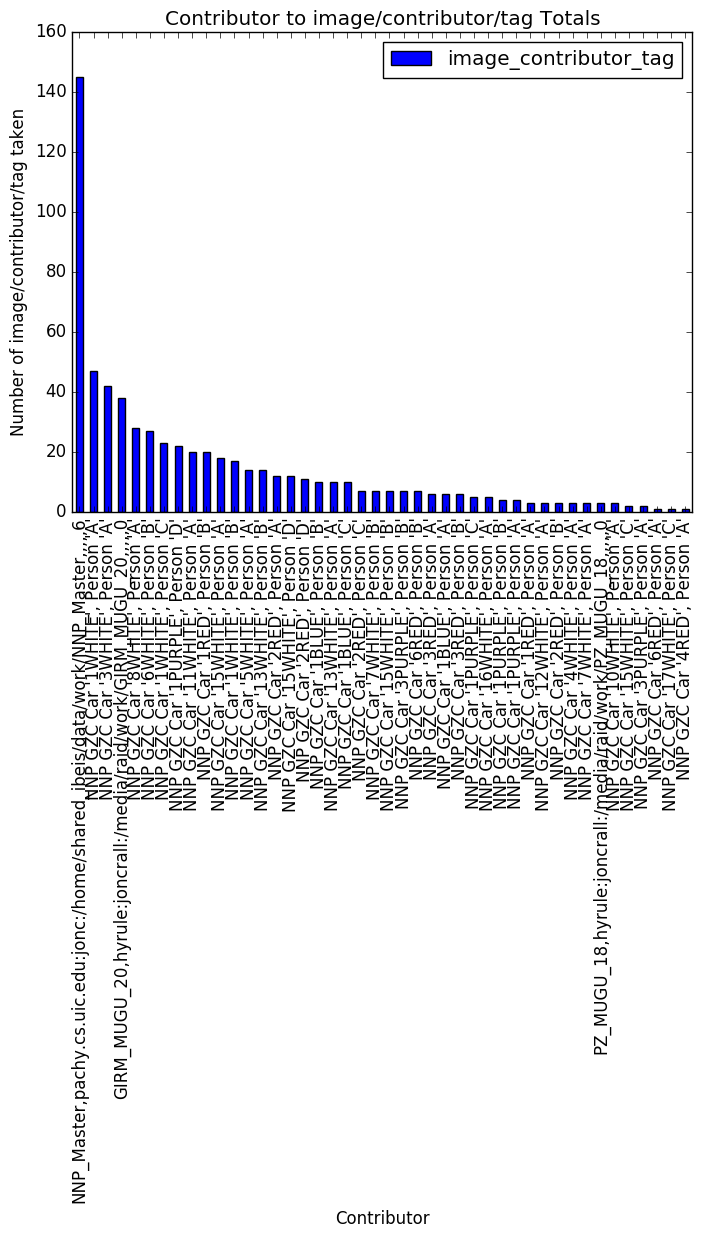 Contributor to image/contributor/tag Totals
image_contributor_tag
Number of image/contributor/tag taken
160
140
120
100
80
60
40
20
0
NNP_Master,pachy.cs.uic.edu:jonc:/home/shared_ibeis/data/work/NNP_Master,,,,6
NNP GZC Car '1WHITE', Person 'A'
NNP GZC Car '3WHITE', Person 'A'
GIRM_MUGU_20,hyrule:joncrall:/media/raid/work/GIRM_MUGU_20,,,,0
NNP GZC Car '8WHITE', Person 'A'
NNP GZC Car '6WHITE', Person 'B'
NNP GZC Car '1WHITE', Person 'C'
NNP GZC Car '1PURPLE', Person 'D'
NNP GZC Car '11WHITE', Person 'A'
NNP GZC Car '1RED', Person 'B'
NNP GZC Car '15WHITE', Person 'A'
NNP GZC Car '1WHITE', Person 'B'
NNP GZC Car '5WHITE', Person 'A'
NNP GZC Car '13WHITE', Person 'B'
NNP GZC Car '2RED', Person 'A'
NNP GZC Car '15WHITE', Person 'D'
NNP GZC Car '2RED', Person 'D'
NNP GZC Car '1BLUE', Person 'B'
NNP GZC Car '13WHITE', Person 'A'
NNP GZC Car '1BLUE', Person 'C'
NNP GZC Car '2RED', Person 'C'
NNP GZC Car '7WHITE', Person 'B'
NNP GZC Car '15WHITE', Person 'B'
NNP GZC Car '3PURPLE', Person 'B'
NNP GZC Car '6RED', Person 'B'
NNP GZC Car '3RED', Person 'A'
NNP GZC Car '1BLUE', Person 'A'
NNP GZC Car '3RED', Person 'B'
NNP GZC Car '1PURPLE', Person 'C'
NNP GZC Car '16WHITE', Person 'A'
NNP GZC Car '1PURPLE', Person 'B'
NNP GZC Car '1PURPLE', Person 'A'
NNP GZC Car '1RED', Person 'A'
NNP GZC Car '12WHITE', Person 'A'
NNP GZC Car '2RED', Person 'B'
NNP GZC Car '4WHITE', Person 'A'
NNP GZC Car '7WHITE', Person 'A'
PZ_MUGU_18,hyrule:joncrall:/media/raid/work/PZ_MUGU_18,,,,0
NNP GZC Car '10WHITE', Person 'A'
NNP GZC Car '15WHITE', Person 'C'
NNP GZC Car '3PURPLE', Person 'A'
NNP GZC Car '6RED', Person 'A'
NNP GZC Car '17WHITE', Person 'C'
NNP GZC Car '4RED', Person 'A'
Contributor